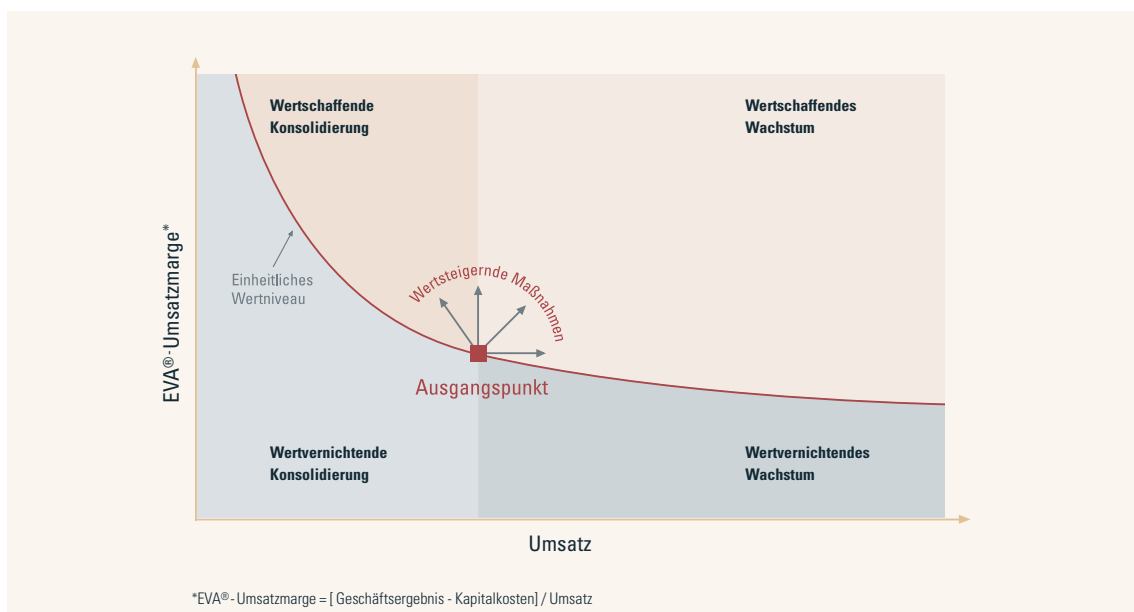 Wertschaffende
Konsolidierung
Wertschaffendes
Wachstum
EVA®-Umsatzmarge*
Einheitliches
Wertniveau
Wertsteigernde Maßnahmen
Ausgangspunkt
Wertvernichtende
Konsolidierung
Wertvernichtendes
Wachstum
Umsatz
*EVA®-Umsatzmarge = [ Geschäftsergebnis - Kapitalkosten] / Umsatz